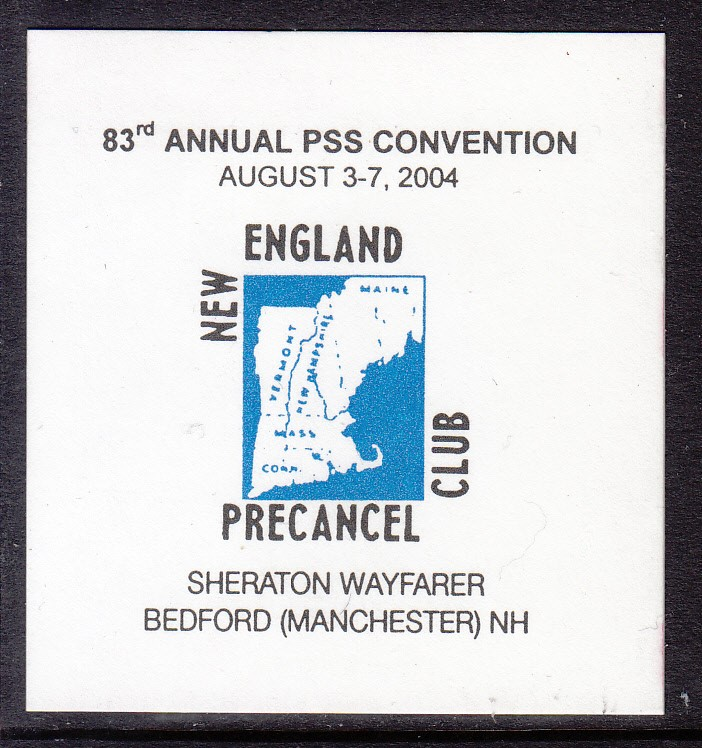 83rd ANNUAL PSS CONVENTION
AUGUST 3-7, 2004
NEW
ENGLAND
MAINE
VERMONT
NEW HAMPSHIRE
MASS
CONN.
CLUB
PRECANCEL
SHERATON WAYFARER
BEDFORD (MANCHESTER) NH